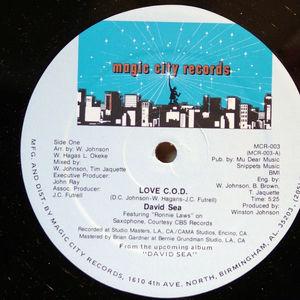 magic city records
Side One
Arr. by: W. Johnson
W. Hagas L. Okeke
Mixed by:
W. Johnson, Tim Jaquette
Executive Producer:
John Ray
Assoc. Producer:
J.C. Futrell
MCR-003
(MCR-003-A)
Pub. by: Mu Dear Music
Snippets Music
BMI
Eng. by:
W. Johnson, B. Brown,
T. Jaquette
Time: 5:25
Produced by:
Winston Johnson
LOVE C.O.D.
(D.C. Johnson-W. Hagans-J.C. Futrell)
David Sea
Featuring "Ronnie Laws" on
Saxophone, Courtesy CBS Records
Recorded at Studio Masters, L.A., CA/CAMA Studios, Encino, CA
Mastered by Brian Gardner at Bernie Grundman Studio, L.A., CA
From the upcoming album
"DAVID SEA"
MFG. AND DIST. BY MAGIC CITY RECORDS, 1610 4th AVE. NORTH, BIRMINGHAM, AL. 35203 - (205)